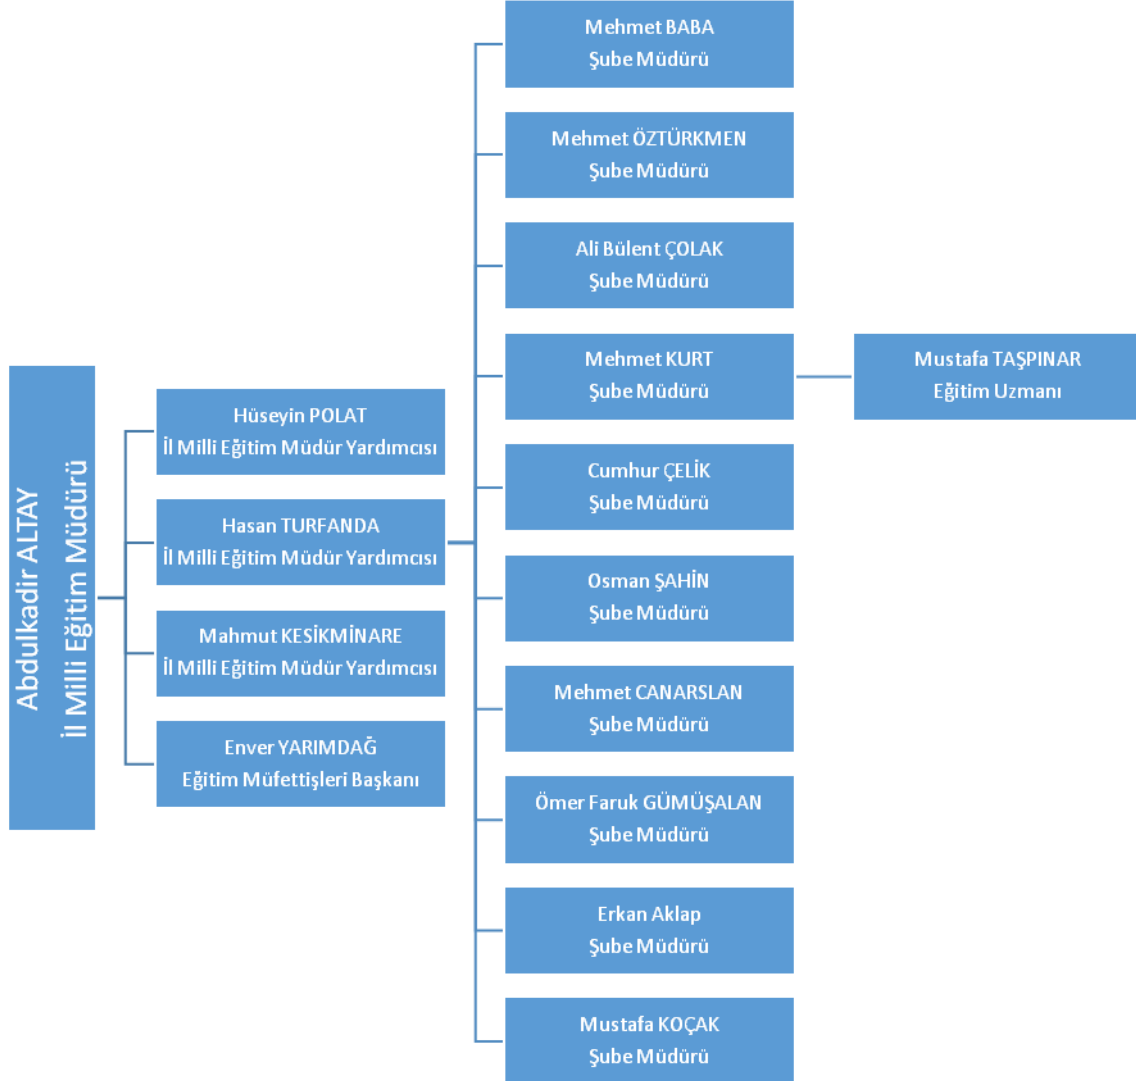 Abdulkadir ALTAY
İl Milli Eğitim Müdürü
Hüseyin POLAT
İl Milli Eğitim Müdür Yardımcısı
Hasan TURFANDA
İl Milli Eğitim Müdür Yardımcısı
Mahmut KESİKMİNARE
İl Milli Eğitim Müdür Yardımcısı
Enver YARIMDAĞ
Eğitim Müfettişleri Başkanı
Mehmet BABA
Şube Müdürü
Mehmet ÖZTÜRKMEN
Şube Müdürü
Ali Bülent ÇOLAK
Şube Müdürü
Mehmet KURT
Şube Müdürü
Mustafa TAŞPINAR
Eğitim Uzmanı
Cumhur ÇELİK
Şube Müdürü
Osman ŞAHİN
Şube Müdürü
Mehmet CANARSLAN
Şube Müdürü
Ömer Faruk GÜMÜŞALAN
Şube Müdürü
Erkan Aklap
Şube Müdürü
Mustafa KOÇAK
Şube Müdürü